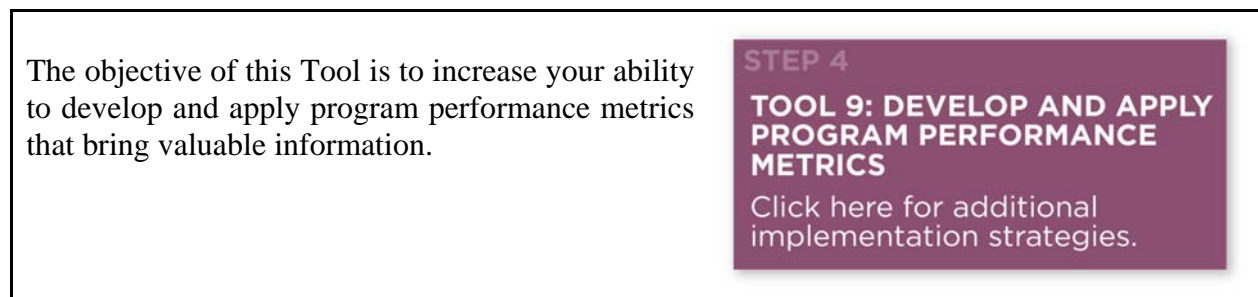 The objective of this Tool is to increase your ability
to develop and apply program performance metrics
that bring valuable information.
STEP 4
TOOL 9: DEVELOP AND APPLY
PROGRAM PERFORMANCE
METRICS
Click here for additional
implementation strategies.